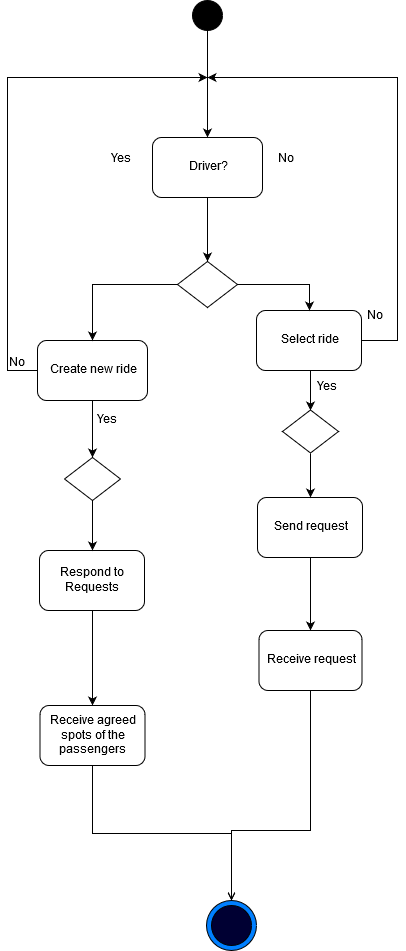 Yes
Driver?
No
Select ride
No
Create new ride
No
Yes
Yes
Send request
Respond to
Requests
Receive request
Receive agreed
spots of the
passengers